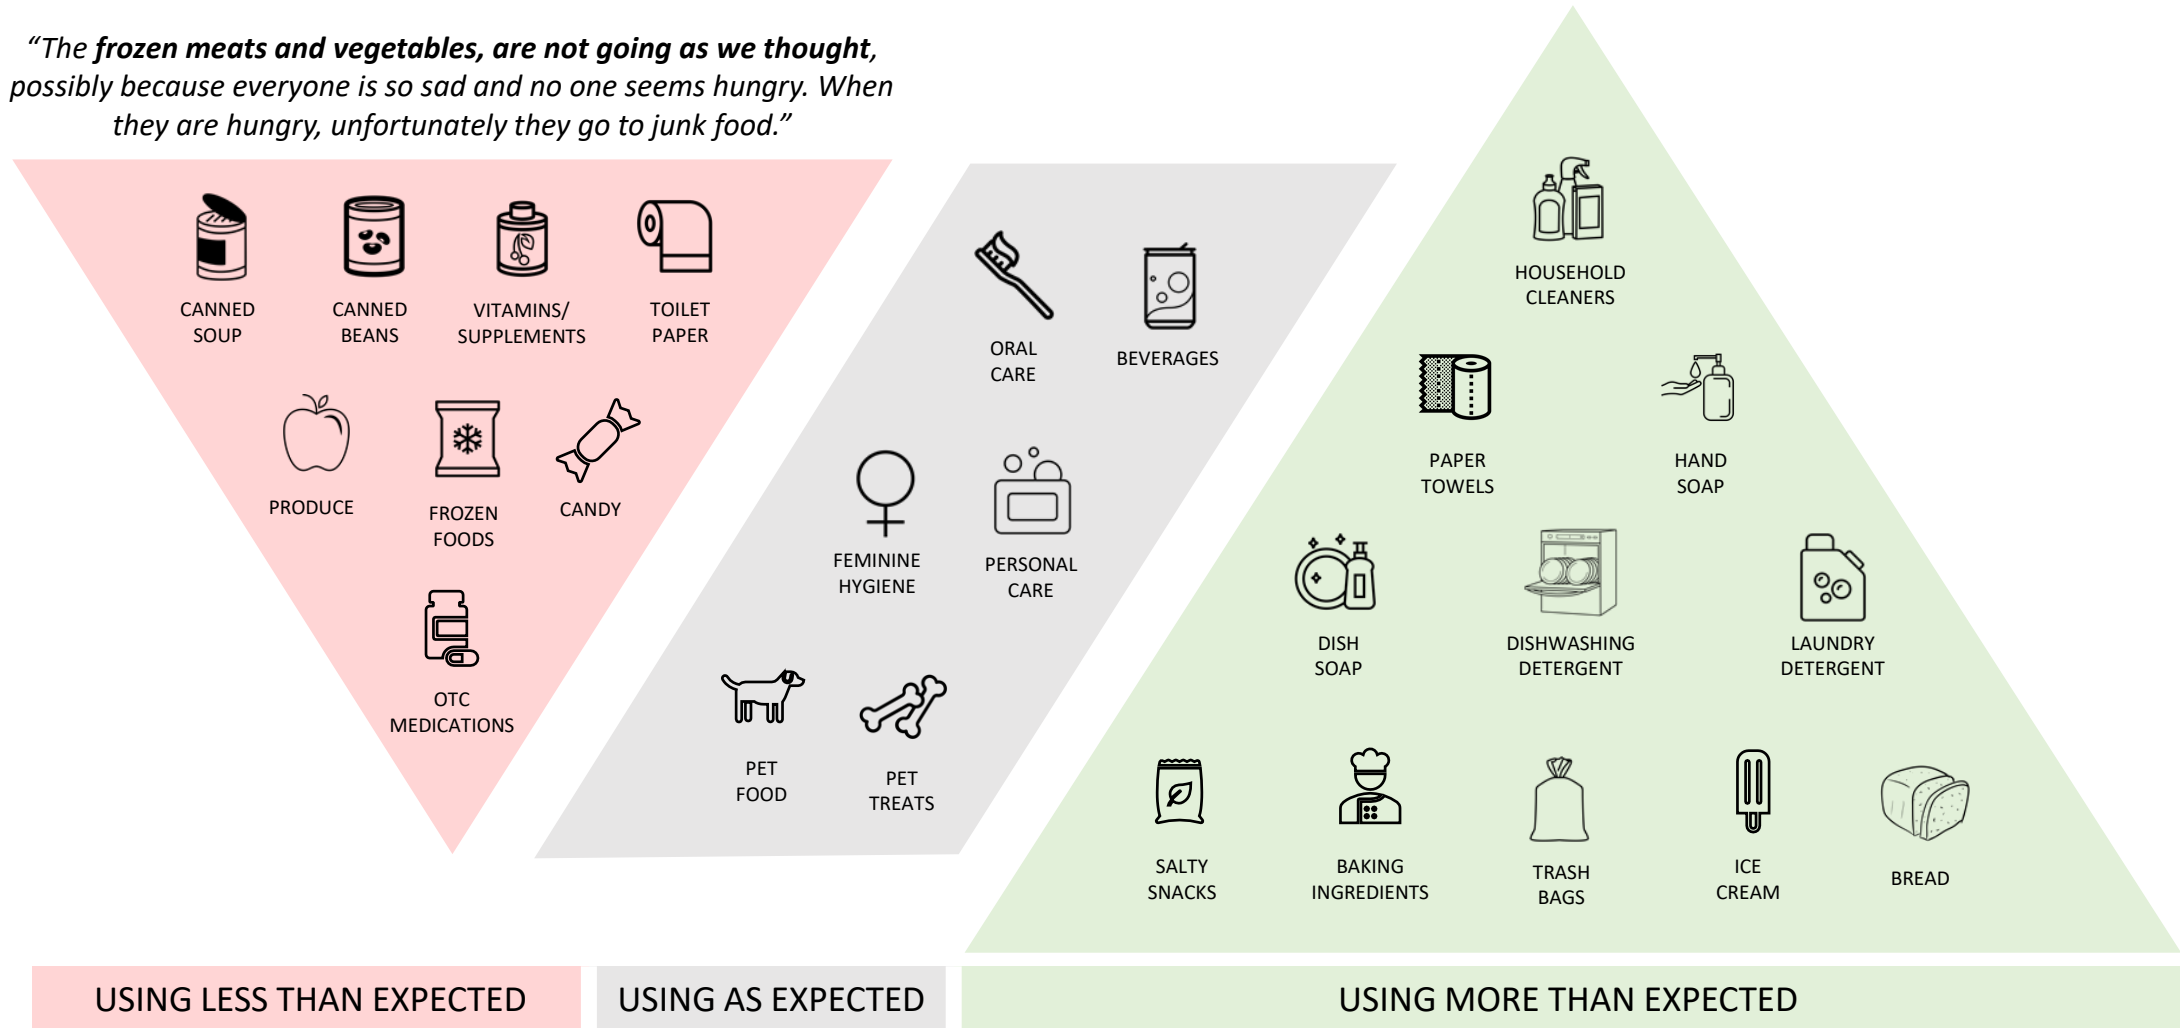 “The frozen meats and vegetables, are not going as we thought,
possibly because everyone is so sad and no one seems hungry. When
they are hungry, unfortunately they go to junk food.”
CANNED
SOUP
CANNED
BEANS
VITAMINS/
SUPPLEMENTS
TOILET
PAPER
PRODUCE
FROZEN
FOODS
CANDY
OTC
MEDICATIONS
ORAL
CARE
BEVERAGES
FEMININE
HYGIENE
PERSONAL
CARE
PET
FOOD
PET
TREATS
HOUSEHOLD
CLEANERS
PAPER
TOWELS
HAND
SOAP
DISH
SOAP
DISHWASHING
DETERGENT
LAUNDRY
DETERGENT
SALTY
SNACKS
BAKING
INGREDIENTS
TRASH
BAGS
ICE
CREAM
BREAD
USING LESS THAN EXPECTED
USING AS EXPECTED
USING MORE THAN EXPECTED